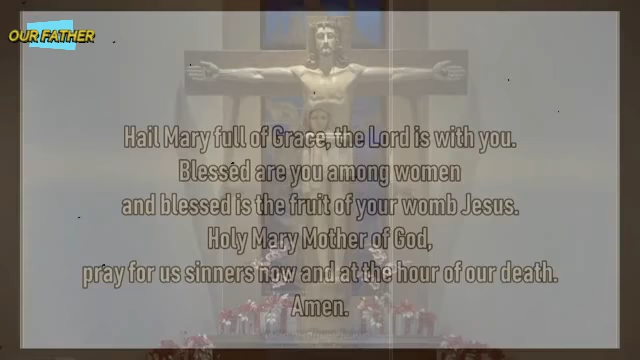 OUR FATHER
Hail Mary full of Grace, the Lord is with you.
Blessed are you among women
and blessed is the fruit of your womb Jesus.
Holy Mary Mother of God,
pray for us sinners now and at the hour of our death.
Amen.